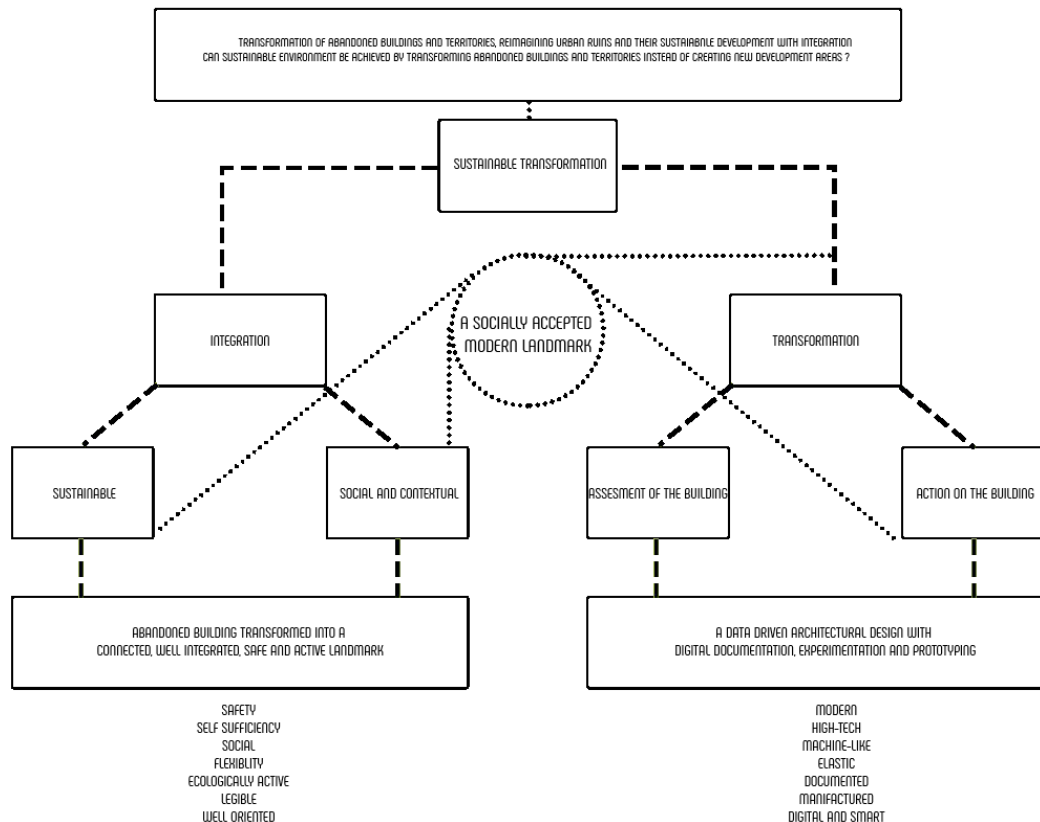 TRANSFORMATION OF ABANDONED BUILDINGS AND TERRITORIES, REIMAGINING URBAN RUINS AND THEIR SUSTAIABNLE DEVELOPMENT WITH INTEGRATION
CAN SUSTAINABLE ENVIRONMENT BE ACHIEVED BY TRANSFORMING ABANDONED BUILDINGS AND TERRITORIES INSTEAD OF CREATING NEW DEVELOPMENT AREAS ?
SUSTAINABLE TRANSFORMATION
A SOCIALLY ACCEPTED
MODERN LANDMARK
INTEGRATION
TRANSFORMATION
SUSTAINABLE
SOCIAL AND CONTEXTUAL
ASSESMENT OF THE BUILDING
ACTION ON THE BUILDING
ABANDONED BUILDING TRANSFORMED INTO A
CONNECTED, WELL INTEGRATED, SAFE AND ACTIVE LANDMARK
A DATA DRIVEN ARCHITECTURAL DESIGN WITH
DIGITAL DOCUMENTATION, EXPERIMENTATION AND PROTOTYPING
SAFETY
SELF SUFFICIENCY
SOCIAL
FLEXIBLITY
ECOLOGICALLY ACTIVE
LEGIBLE
WELL ORIENTED
MODERN
HIGH-TECH
MACHINE-LIKE
ELASTIC
DOCUMENTED
MANIFACTURED
DIGITAL AND SMART